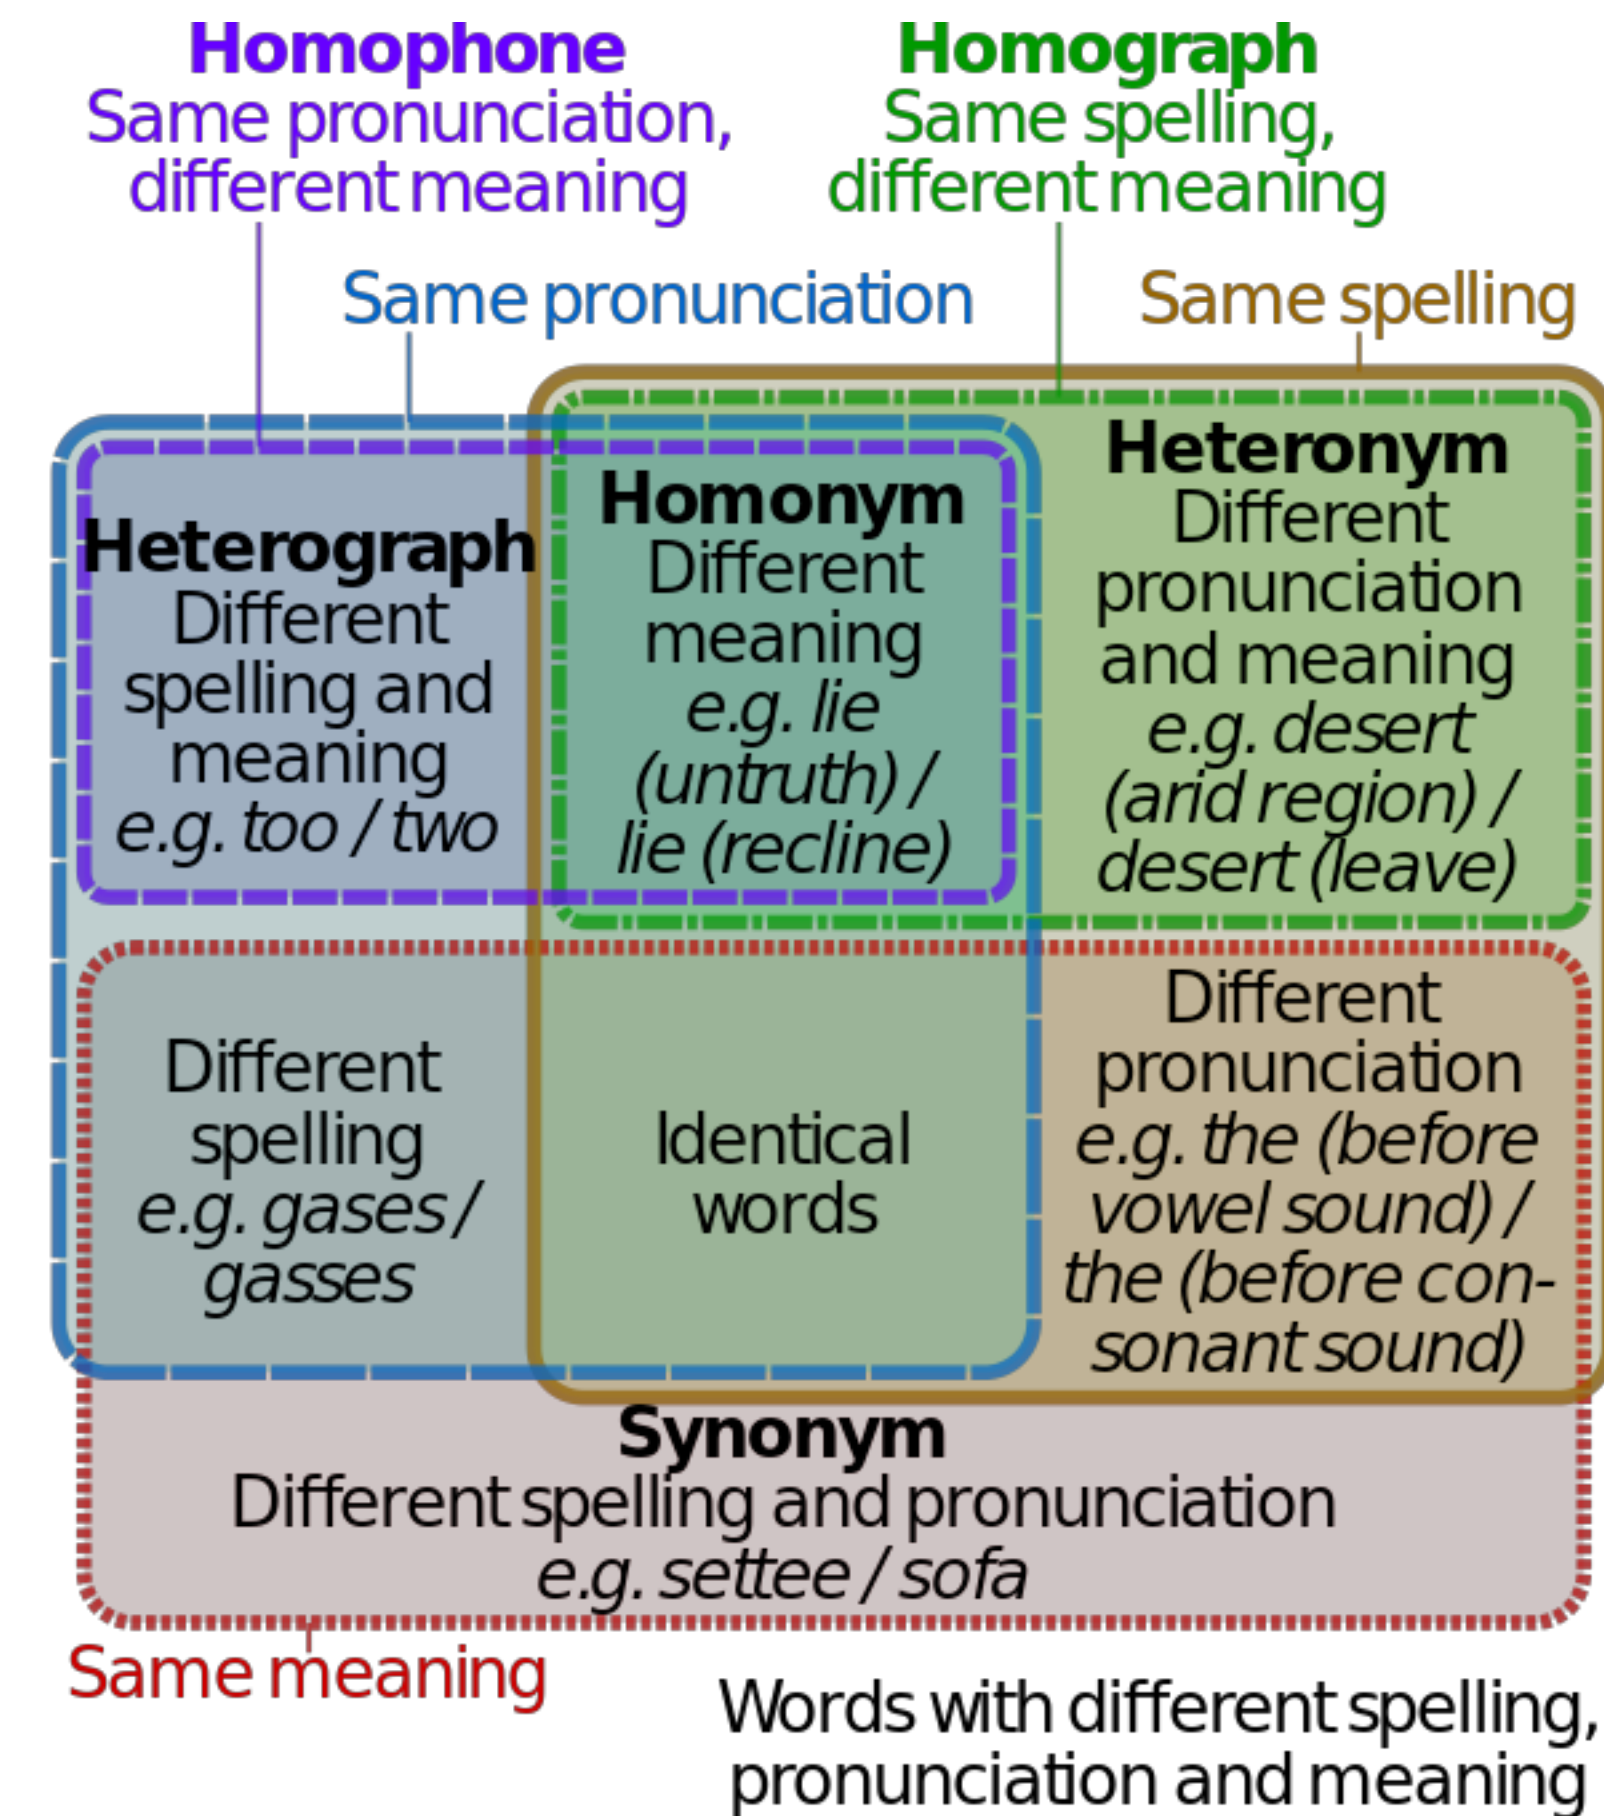 Homophone
Same pronunciation,
different meaning
Homograph
Same spelling,
different meaning
Same pronunciation
Same spelling
Heterograph
Different
spelling and
meaning
e.g. too / two
Homonym
Different
meaning
e.g. lie
(untruth) /
lie (recline)
Heteronym
Different
pronunciation
and meaning
e.g. desert
(arid region) /
desert (leave)
Different
spelling
e.g. gases /
gasses
Identical
words
Different
pronunciation
e.g. the (before
vowel sound) /
the (before con-
sonant sound)
Synonym
Different spelling and pronunciation
e.g. settee / sofa
Same meaning
Words with different spelling,
pronunciation and meaning